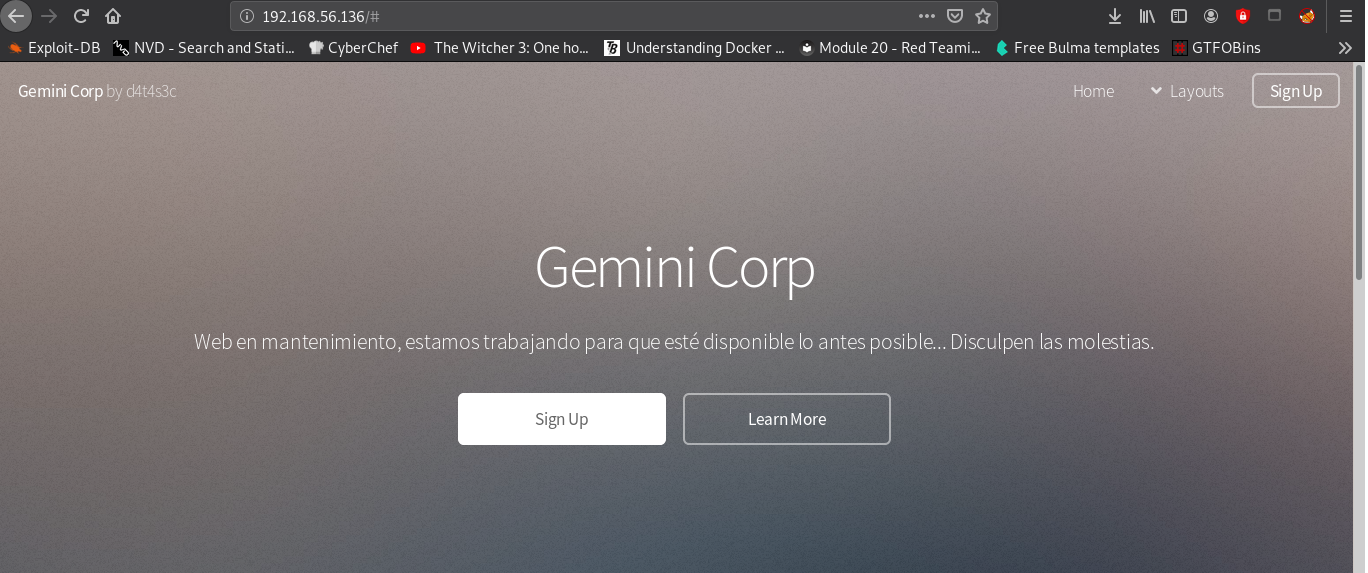 192.168.56.136/#
Exploit-DB NVD - Search and Stati... CyberChef The Witcher 3: One ho... Understanding Docker ... Module 20 - Red Teami... Free Bulma templates GTFOBins
Gemini Corp by d4t4s3c Home Layouts Sign Up
Gemini Corp
Web en mantenimiento, estamos trabajando para que esté disponible lo antes posible... Disculpen las molestias.
Sign Up Learn More